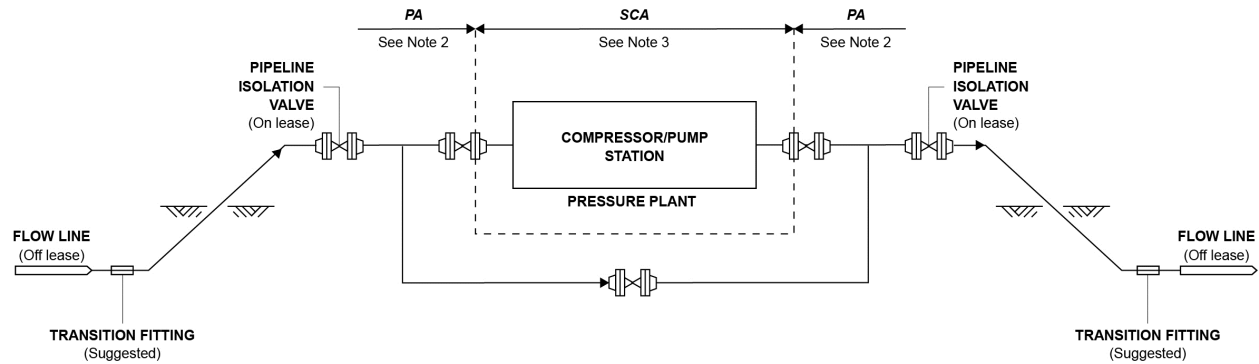 PA
SCA
PA
See Note 2
See Note 3
See Note 2
PIPELINE
ISOLATION
VALVE
(On lease)
COMPRESSOR/PUMP
STATION
PRESSURE PLANT
PIPELINE
ISOLATION
VALVE
(On lease)
FLOW LINE
(Off lease)
FLOW LINE
(Off lease)
TRANSITION FITTING
(Suggested)
TRANSITION FITTING
(Suggested)